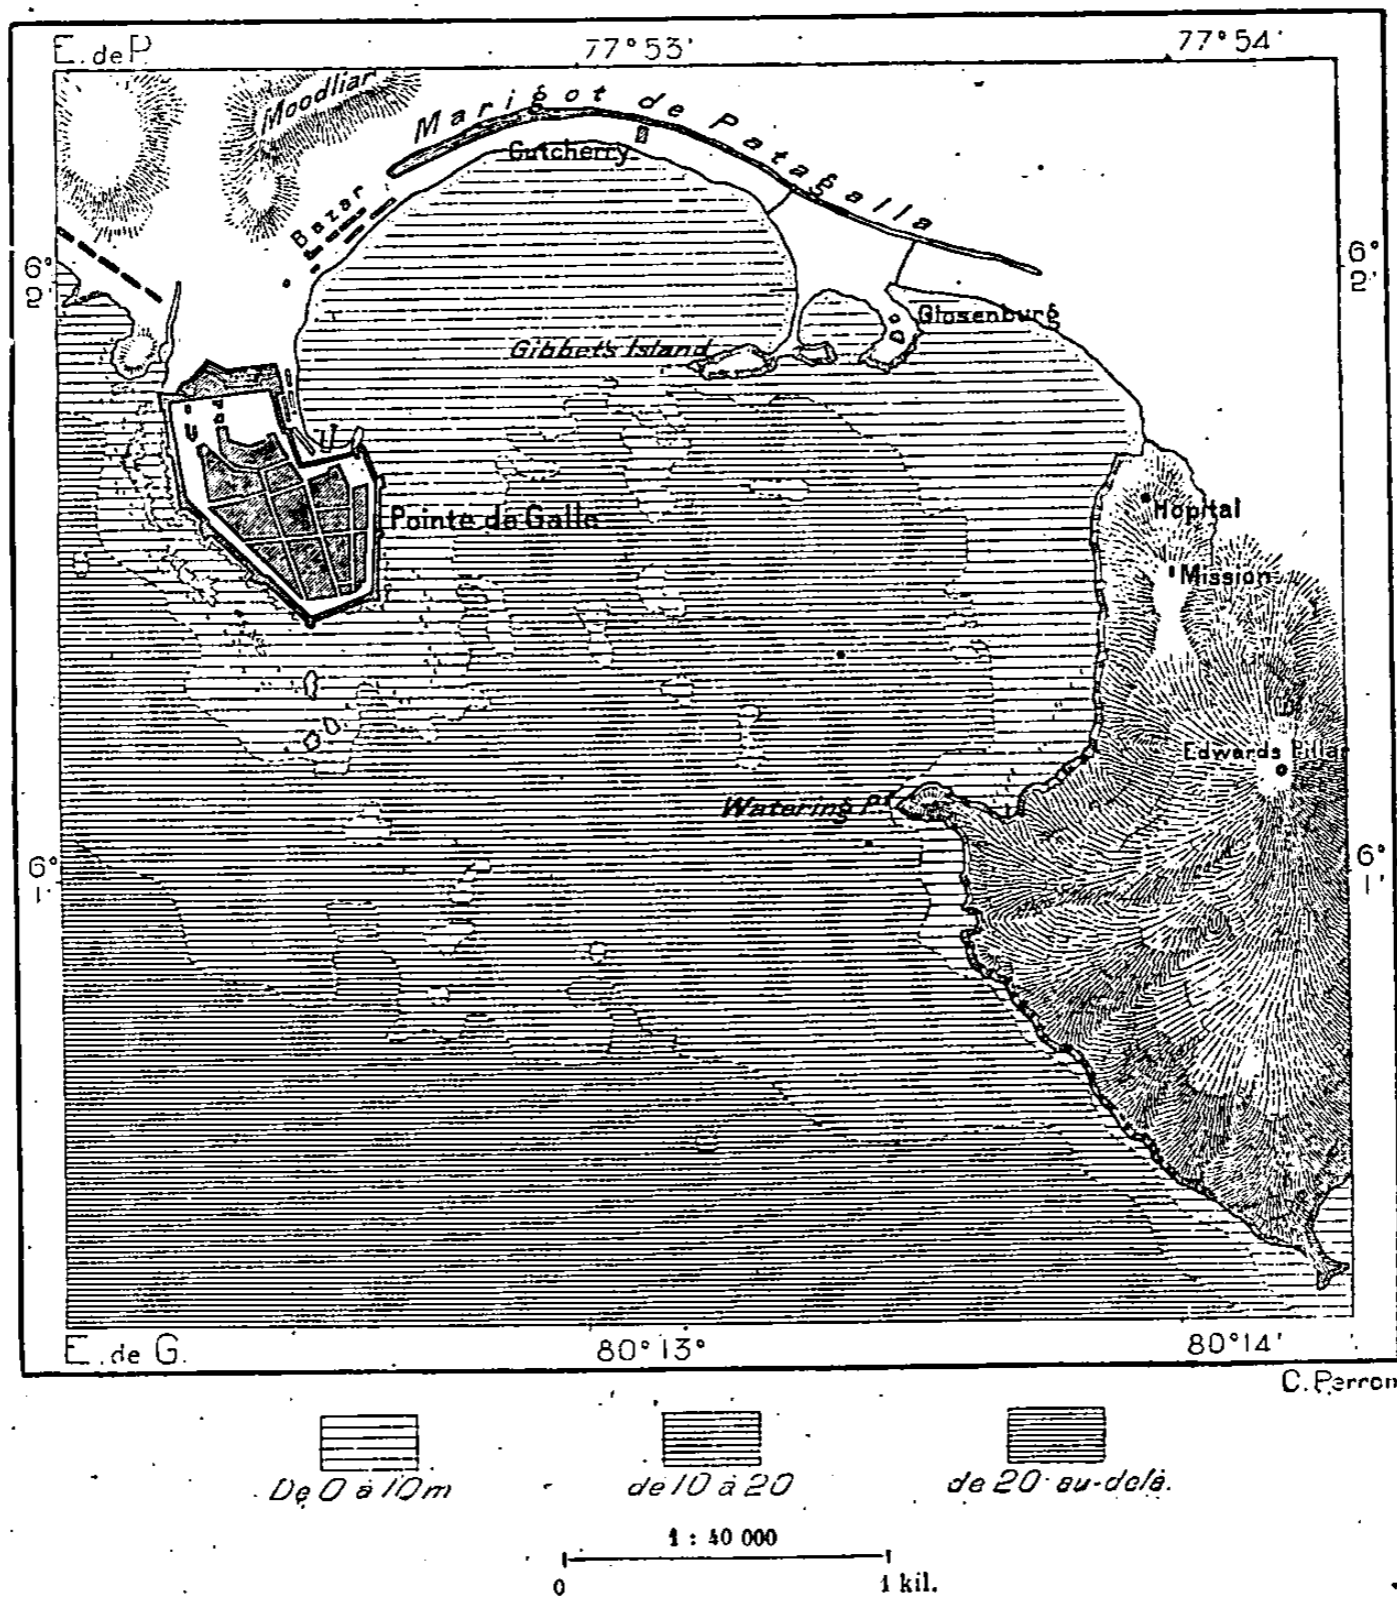 E. de P.
77°53'
77°54'
Moodliar
Marigot de Patagalla
Cutcherry
Bazar
6°
2'
6°
2'
Glosenburg
Gibbet's Island
Pointe de Galle
Hôpital
Mission
Edwards Pillar
Watering Pt
6°
1'
6°
1'
E. de G.
80°13°
80°14'
C. Perron
De 0 à 10m
de 10 à 20
de 20 au-delà.
1 : 40 000
0
1 kil.